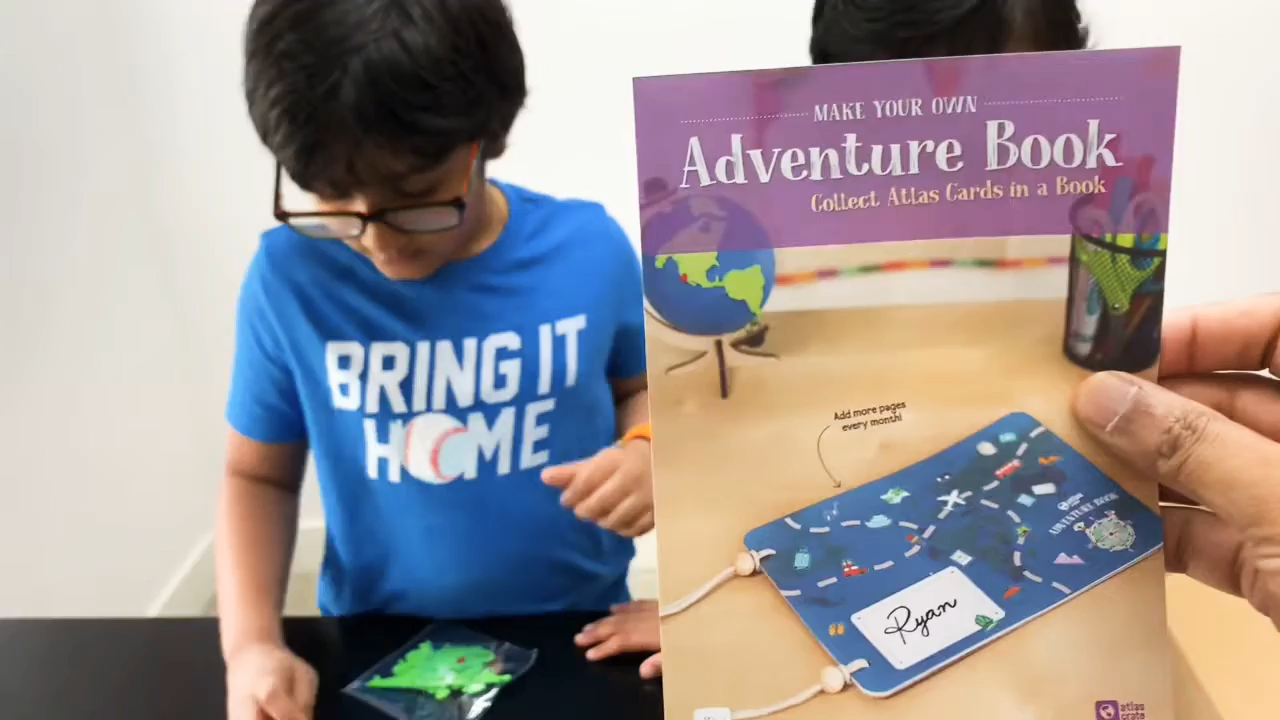 MAKE YOUR OWN
Adventure Book
Collect Atlas Cards in a Book
BRING IT
HOME
Add more pages
every month!
atlas
ADVENTURE BOOK
Ryan
atlas
crate